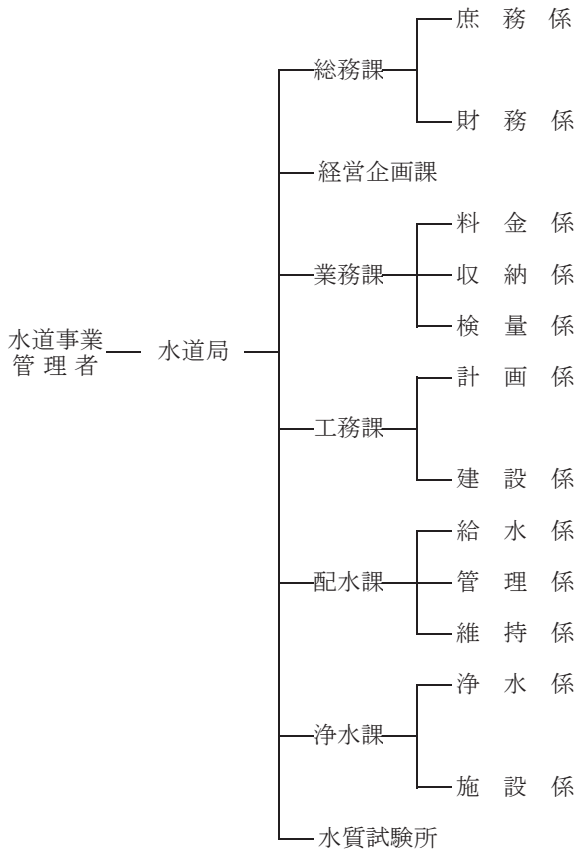 水道事業
管理者
水道局
総務課
庶務係
財務係
経営企画課
業務課
料金係
収納係
検量係
工務課
計画係
建設係
配水課
給水係
管理係
維持係
浄水課
浄水係
施設係
水質試験所